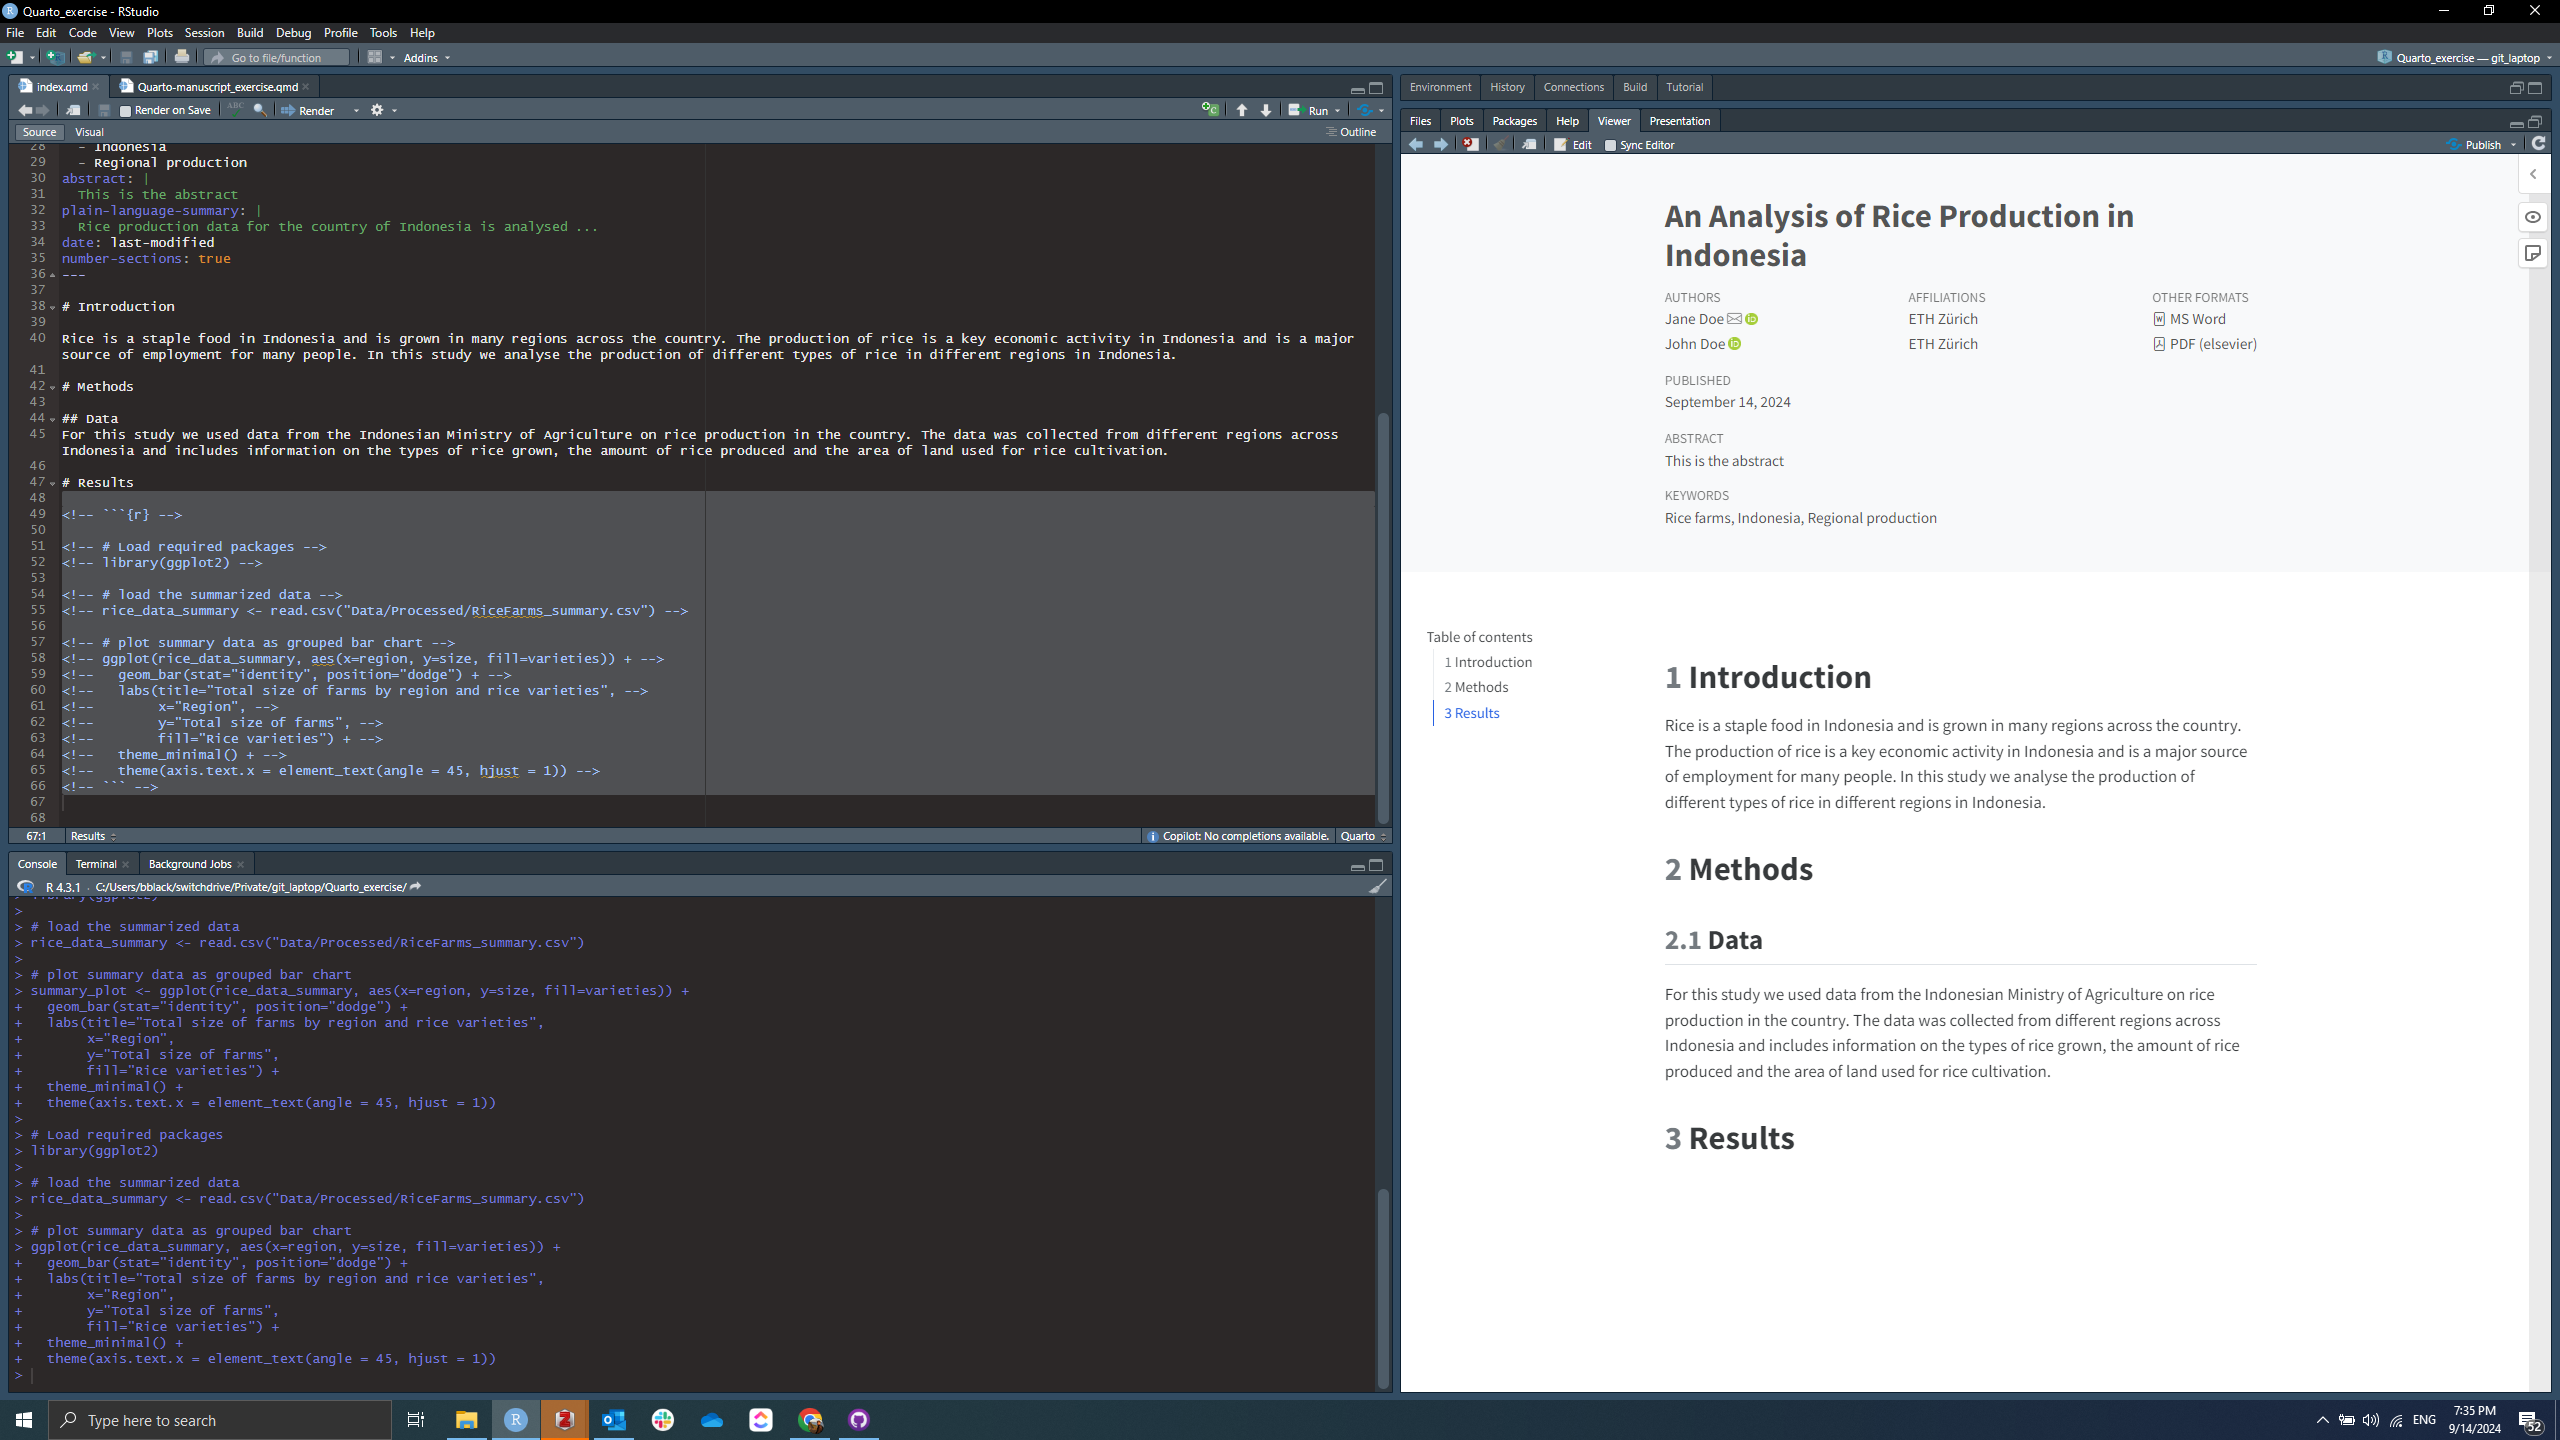 Quarto_exercise - RStudio
File Edit Code View Plots Session Build Debug Profile Tools Help
Go to file/function Addins Quarto_exercise — git_laptop
index.qmd Quarto-manuscript_exercise.qmd
Render on Save ABC Render Run
Source Visual Outline
28 - Indonesia
29 - Regional production
30 abstract: |
31 This is the abstract
32 plain-language-summary: |
33 Rice production data for the country of Indonesia is analysed ...
34 date: last-modified
35 number-sections: true
36 ---
37
38 # Introduction
39
40 Rice is a staple food in Indonesia and is grown in many regions across the country. The production of rice is a key economic activity in Indonesia and is a major
source of employment for many people. In this study we analyse the production of different types of rice in different regions in Indonesia.
41
42 # Methods
43
44 ## Data
45 For this study we used data from the Indonesian Ministry of Agriculture on rice production in the country. The data was collected from different regions across
Indonesia and includes information on the types of rice grown, the amount of rice produced and the area of land used for rice cultivation.
46
47 # Results
48
49 <!-- ```{r} -->
50
51 <!-- # Load required packages -->
52 <!-- library(ggplot2) -->
53
54 <!-- # load the summarized data -->
55 <!-- rice_data_summary <- read.csv("Data/Processed/RiceFarms_summary.csv") -->
56
57 <!-- # plot summary data as grouped bar chart -->
58 <!-- ggplot(rice_data_summary, aes(x=region, y=size, fill=varieties)) + -->
59 <!--   geom_bar(stat="identity", position="dodge") + -->
60 <!--   labs(title="Total size of farms by region and rice varieties", -->
61 <!--        x="Region", -->
62 <!--        y="Total size of farms", -->
63 <!--        fill="Rice varieties") + -->
64 <!--   theme_minimal() + -->
65 <!--   theme(axis.text.x = element_text(angle = 45, hjust = 1)) -->
66 <!-- ``` -->
67
68
67:1 Results Copilot: No completions available. Quarto
Console Terminal Background Jobs
R 4.3.1 · C:/Users/bblack/switchdrive/Private/git_laptop/Quarto_exercise/
> library(ggplot2)
>
> # load the summarized data
> rice_data_summary <- read.csv("Data/Processed/RiceFarms_summary.csv")
>
> # plot summary data as grouped bar chart
> summary_plot <- ggplot(rice_data_summary, aes(x=region, y=size, fill=varieties)) +
+   geom_bar(stat="identity", position="dodge") +
+   labs(title="Total size of farms by region and rice varieties",
+        x="Region",
+        y="Total size of farms",
+        fill="Rice varieties") +
+   theme_minimal() +
+   theme(axis.text.x = element_text(angle = 45, hjust = 1))
>
> # Load required packages
> library(ggplot2)
>
> # load the summarized data
> rice_data_summary <- read.csv("Data/Processed/RiceFarms_summary.csv")
>
> # plot summary data as grouped bar chart
> ggplot(rice_data_summary, aes(x=region, y=size, fill=varieties)) +
+   geom_bar(stat="identity", position="dodge") +
+   labs(title="Total size of farms by region and rice varieties",
+        x="Region",
+        y="Total size of farms",
+        fill="Rice varieties") +
+   theme_minimal() +
+   theme(axis.text.x = element_text(angle = 45, hjust = 1))
>
Environment History Connections Build Tutorial
Files Plots Packages Help Viewer Presentation
Edit Sync Editor Publish
An Analysis of Rice Production in
Indonesia
AUTHORS AFFILIATIONS OTHER FORMATS
Jane Doe ETH Zürich MS Word
John Doe ETH Zürich PDF (elsevier)
PUBLISHED
September 14, 2024
ABSTRACT
This is the abstract
KEYWORDS
Rice farms, Indonesia, Regional production
Table of contents
1 Introduction
2 Methods
3 Results
1 Introduction
Rice is a staple food in Indonesia and is grown in many regions across the country.
The production of rice is a key economic activity in Indonesia and is a major source
of employment for many people. In this study we analyse the production of
different types of rice in different regions in Indonesia.
2 Methods
2.1 Data
For this study we used data from the Indonesian Ministry of Agriculture on rice
production in the country. The data was collected from different regions across
Indonesia and includes information on the types of rice grown, the amount of rice
produced and the area of land used for rice cultivation.
3 Results
Type here to search
ENG
7:35 PM
9/14/2024
52